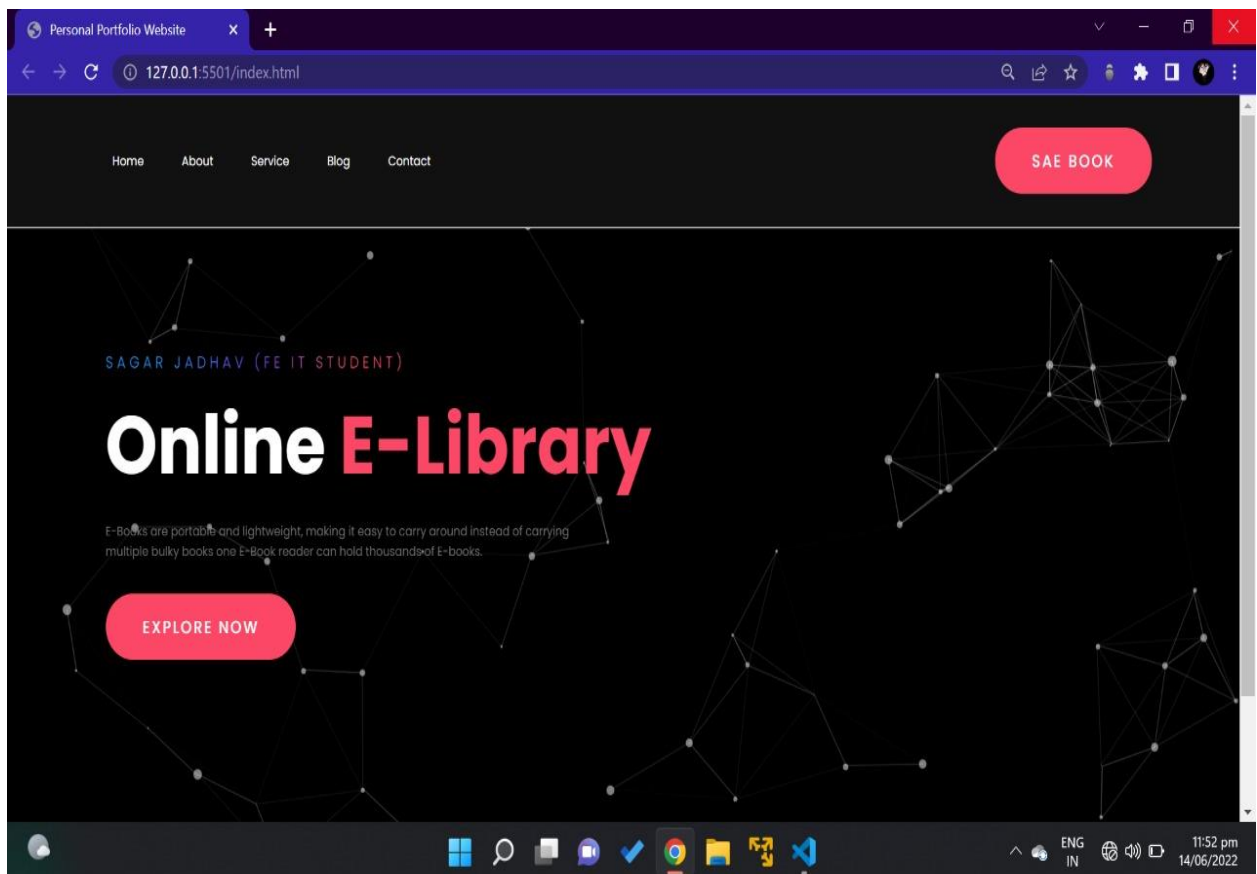 Personal Portfolio Website
127.0.0.1:5501/index.html
Home About Service Blog Contact
SAE BOOK
SAGAR JADHAV (FE IT STUDENT)
Online E-Library
E-Books are portable and lightweight, making it easy to carry around instead of carrying
multiple bulky books one E-Book reader can hold thousands of E-books.
EXPLORE NOW
ENG
IN
11:52 pm
14/06/2022